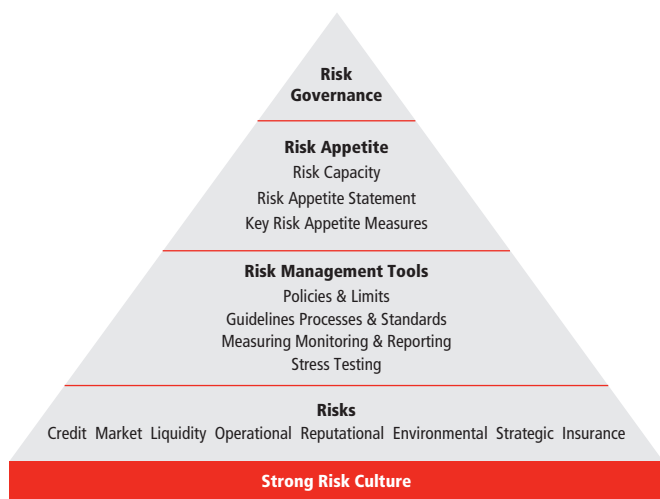 Risk
Governance
Risk Appetite
Risk Capacity
Risk Appetite Statement
Key Risk Appetite Measures
Risk Management Tools
Policies & Limits
Guidelines Processes & Standards
Measuring Monitoring & Reporting
Stress Testing
Risks
Credit Market Liquidity Operational Reputational Environmental Strategic Insurance
Strong Risk Culture